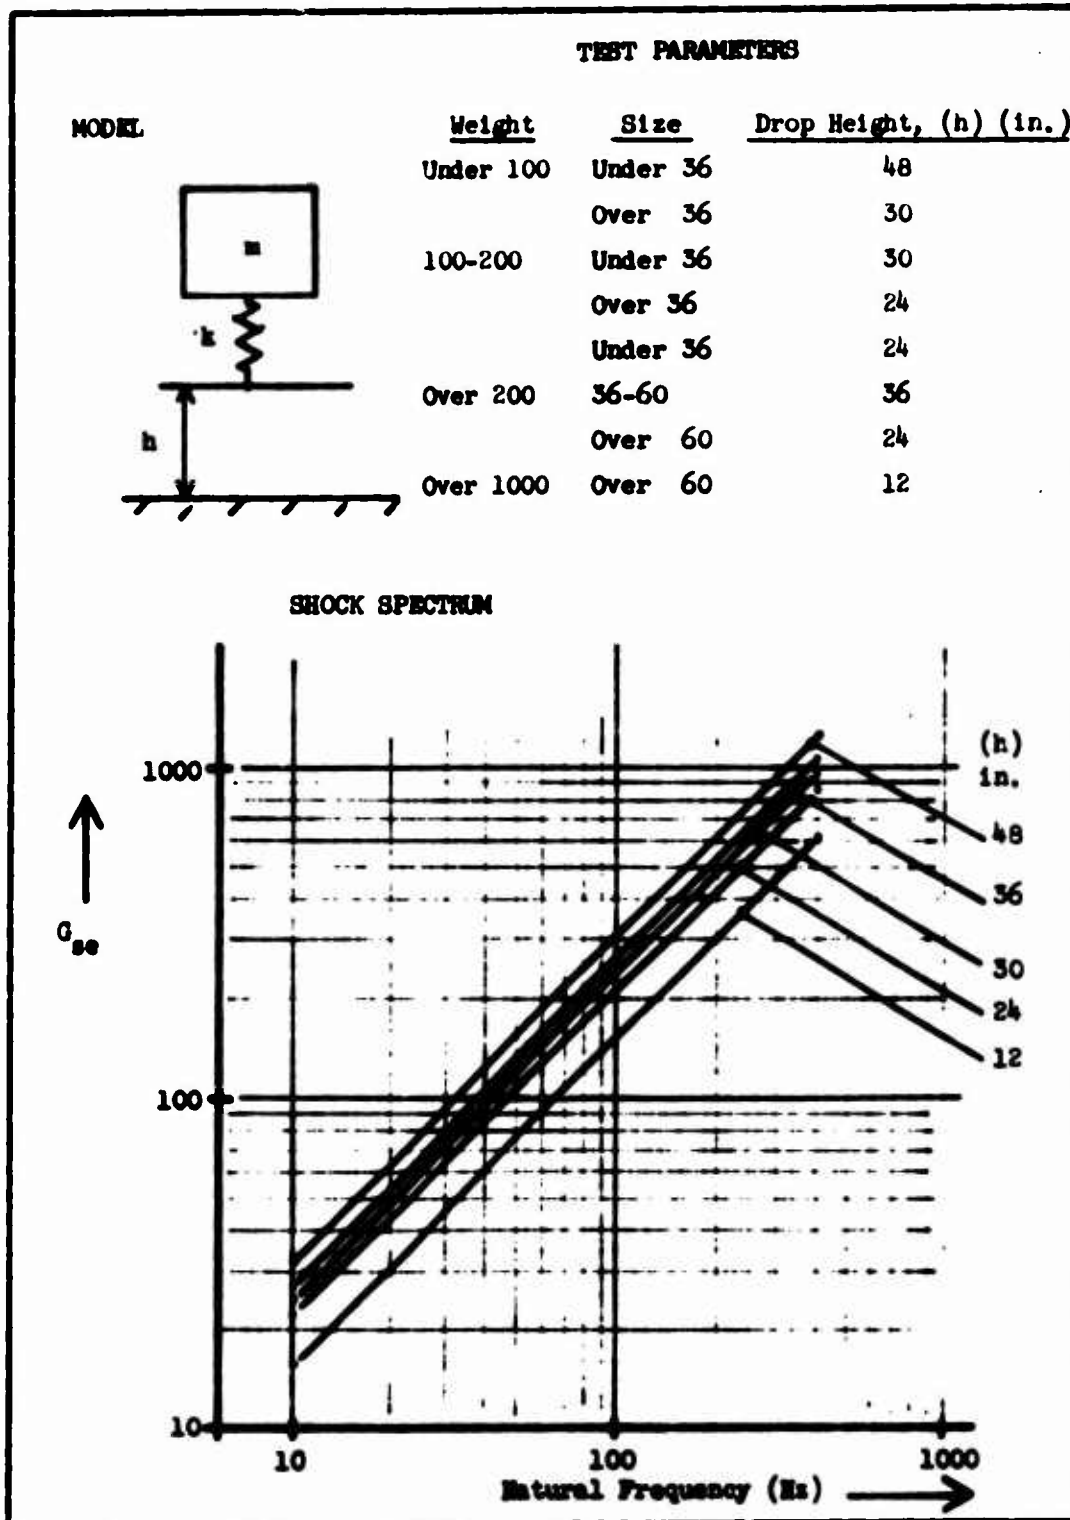 TEST PARAMETERS
MODEL
Weight Size Drop Height, (h) (in.)
Under 100 Under 36 48
Over 36 30
100-200 Under 36 30
Over 36 24
Under 36 24
Over 200 36-60 36
Over 60 24
Over 1000 Over 60 12
m
k
h
SHOCK SPECTRUM
(h)
in.
1000
48
36
30
24
12
G_se
100
10
10 100 1000
Natural Frequency (Hz)